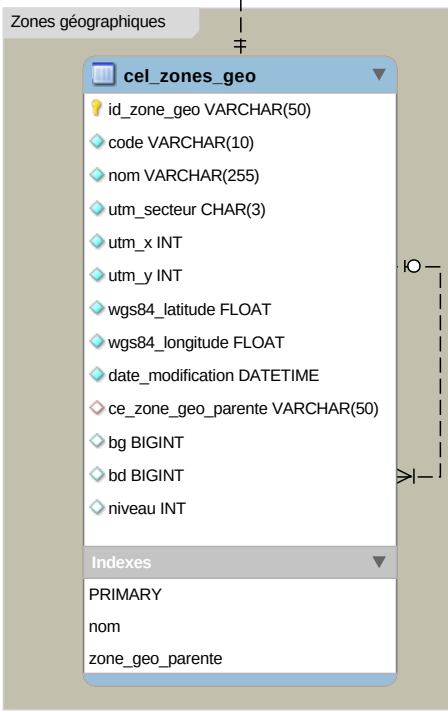 Zones géographiques
cel_zones_geo
id_zone_geo VARCHAR(50)
code VARCHAR(10)
nom VARCHAR(255)
utm_secteur CHAR(3)
utm_x INT
utm_y INT
wgs84_latitude FLOAT
wgs84_longitude FLOAT
date_modification DATETIME
ce_zone_geo_parente VARCHAR(50)
bg BIGINT
bd BIGINT
niveau INT
Indexes
PRIMARY
nom
zone_geo_parente